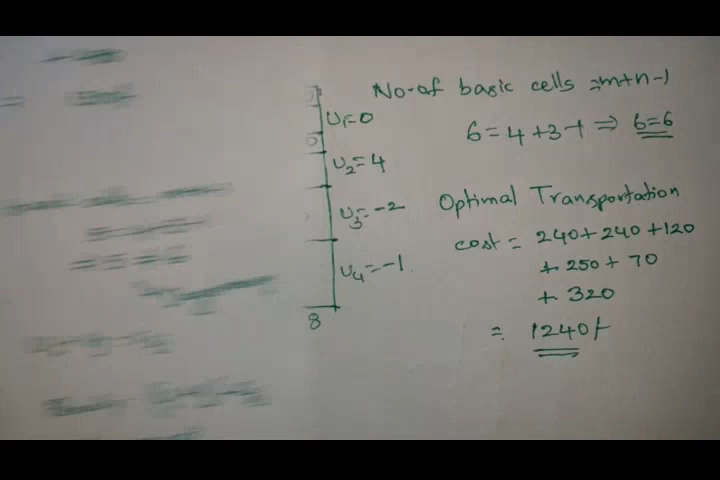 No-of basic cells = m+n-1
U1=0
6=4+3-1 ⇒ 6=6
U2=4
U3=-2
Optimal Transportation
cost = 240+240+120
+ 250+ 70
U4=-1
+ 320
8
= 1240/-